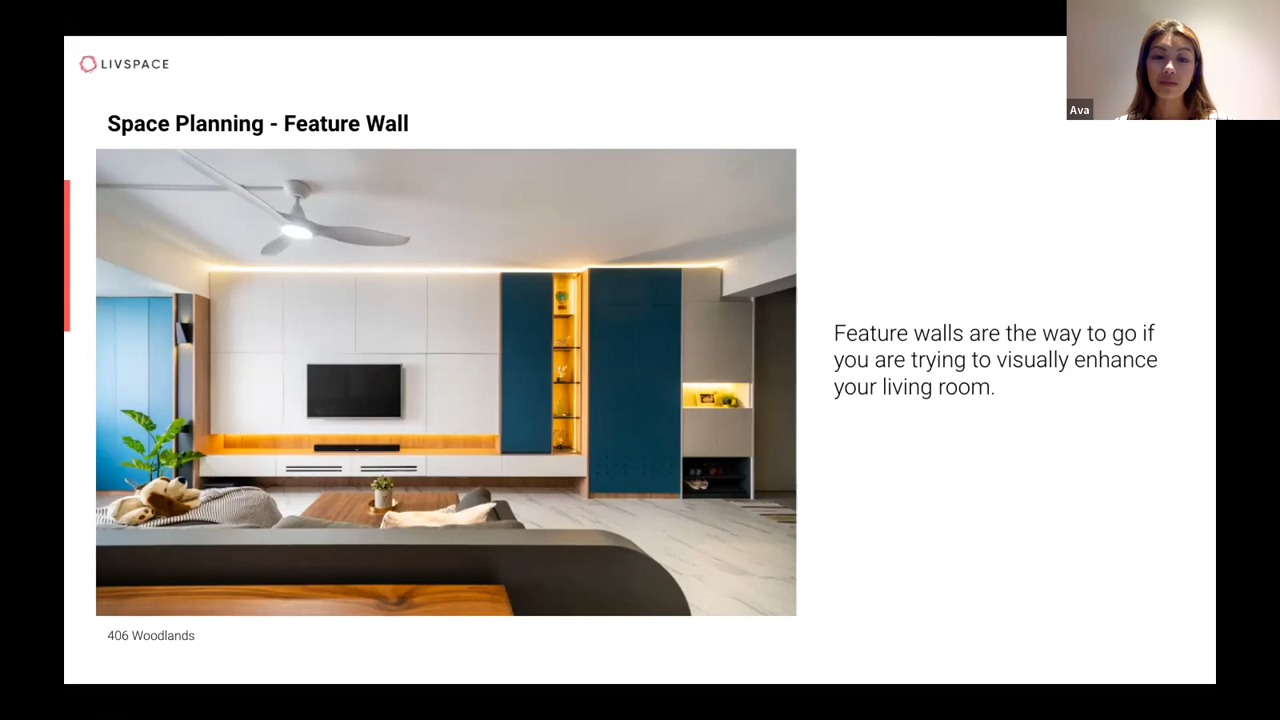 LIVSPACE
Ava
Space Planning - Feature Wall
Feature walls are the way to go if
you are trying to visually enhance
your living room.
406 Woodlands